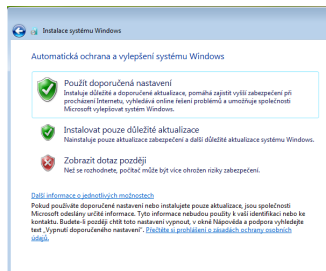 Instalace systému Windows
Automatická ochrana a vylepšení systému Windows
Použít doporučená nastavení
Instaluje důležité a doporučené aktualizace, pomáhá zajistit vyšší zabezpečení při
procházení Internetu, vyhledává online řešení problémů a umožňuje společnosti
Microsoft vylepšovat systém Windows.
Instalovat pouze důležité aktualizace
Nainstaluje pouze aktualizace zabezpečení a další důležité aktualizace systému Windows.
Zobrazit dotaz později
Než se rozhodnete, počítač může být více ohrožen riziky zabezpečení.
Další informace o jednotlivých možnostech
Pokud používáte doporučená nastavení nebo instalujete pouze aktualizace, jsou společnosti
Microsoft odeslány určité informace. Tyto informace nebudou použity k vaší identifikaci nebo ke
kontaktu. Budete-li později chtít toto nastavení vypnout, v okně Nápověda a podpora vyhledejte
text „Vypnutí doporučeného nastavení“. Přečtěte si prohlášení o zásadách ochrany osobních
údajů.